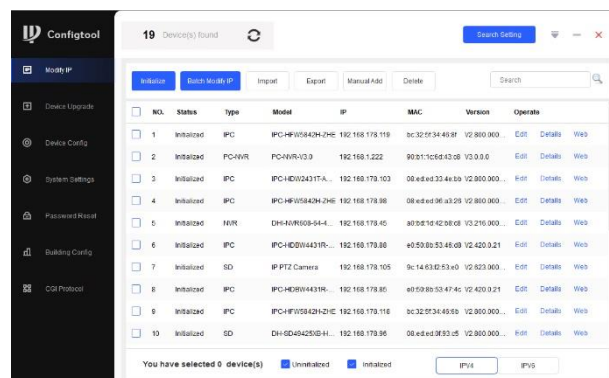 Configtool
19 Device(s) found
Search Setting
Modify IP
Device Upgrade
Device Config
System Settings
Password Reset
Building Config
CGI Protocol
Initialize Batch Modify IP Import Export Manual Add Delete Search
NO. Status Type Model IP MAC Version Operate
1 Initialized IPC IPC-HFW5842H-ZHE 192.168.178.119 bc:32:5f:34:46:8f V2.800.000... Edit Details Web
2 Initialized PC-NVR PC-NVR-V3.0 192.168.1.222 90:b1:1c:6d:43:c8 V3.0.0.0 Edit Details Web
3 Initialized IPC IPC-HDW2431T-A... 192.168.178.103 08:ed:ed:33:4e:bb V2.800.000... Edit Details Web
4 Initialized IPC IPC-HFW5842H-ZHE 192.168.178.98 08:ed:ed:06:a3:26 V2.800.000... Edit Details Web
5 Initialized NVR DHI-NVR608-64-4... 192.168.178.45 a0:bd:1d:42:b8:c8 V3.216.000... Edit Details Web
6 Initialized IPC IPC-HDBW4431R-... 192.168.178.88 e0:50:8b:53:46:d8 V2.420.0.21 Edit Details Web
7 Initialized SD IP PTZ Camera 192.168.178.105 9c:14:63:f2:53:e0 V2.623.000... Edit Details Web
8 Initialized IPC IPC-HDBW4431R-... 192.168.178.85 e0:50:8b:53:47:4c V2.420.0.21 Edit Details Web
9 Initialized IPC IPC-HFW5842H-ZHE 192.168.178.118 bc:32:5f:34:46:6b V2.800.000... Edit Details Web
10 Initialized SD DH-SD49425XB-H... 192.168.178.96 08:ed:ed:9f:93:c5 V2.800.000... Edit Details Web
You have selected 0 device(s) Uninitialized Initialized IPV4 IPV6